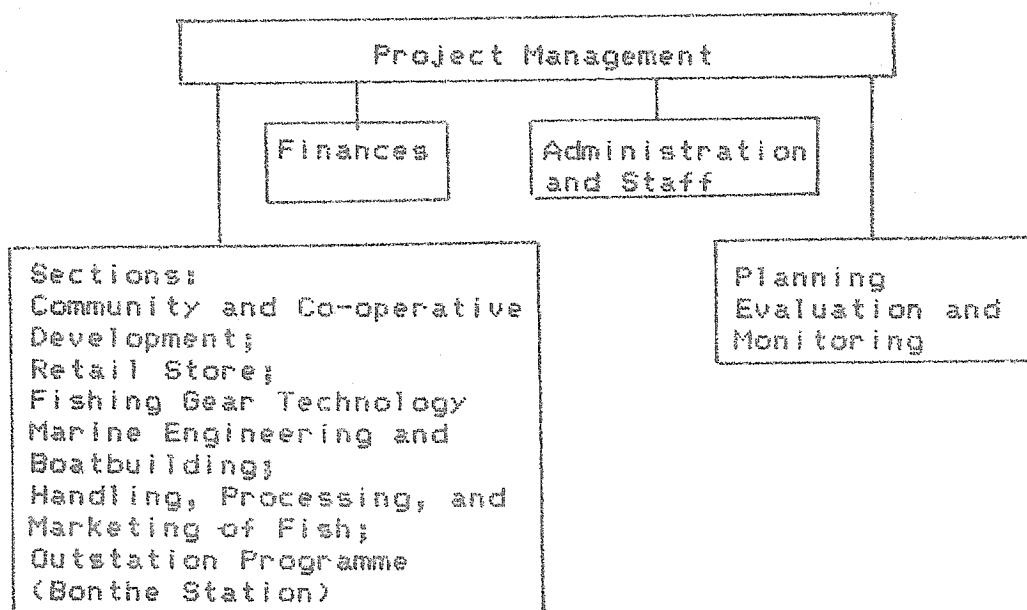 Project Management
Finances
Administration
and Staff
Sections:
Community and Co-operative
Development;
Retail Store;
Fishing Gear Technology
Marine Engineering and
Boatbuilding;
Handling, Processing, and
Marketing of Fish;
Outstation Programme
(Bonthe Station)
Planning
Evaluation and
Monitoring